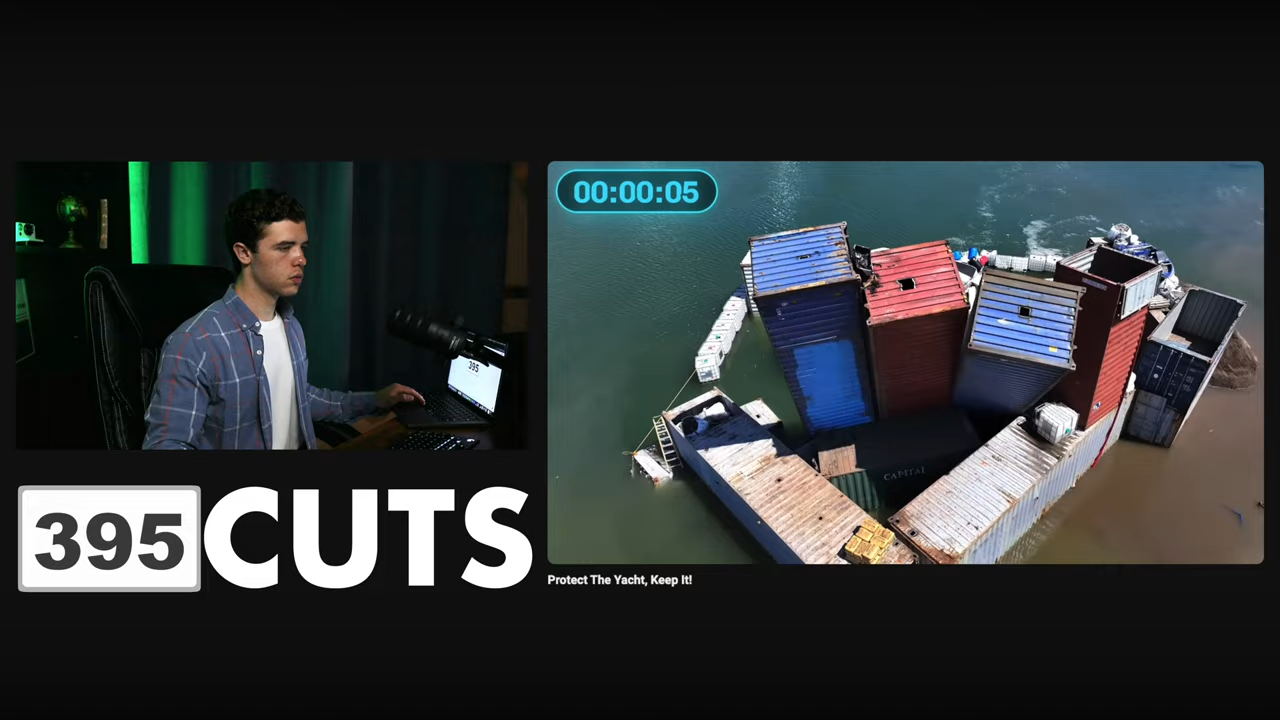 00:00:05
395
CAPITAL
395 CUTS
Protect The Yacht, Keep It!